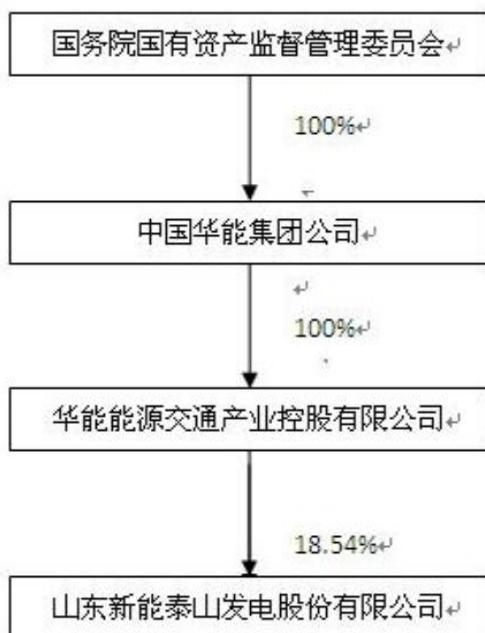 国务院国有资产监督管理委员会
100%
中国华能集团公司
100%
华能能源交通产业控股有限公司
18.54%
山东新能泰山发电股份有限公司